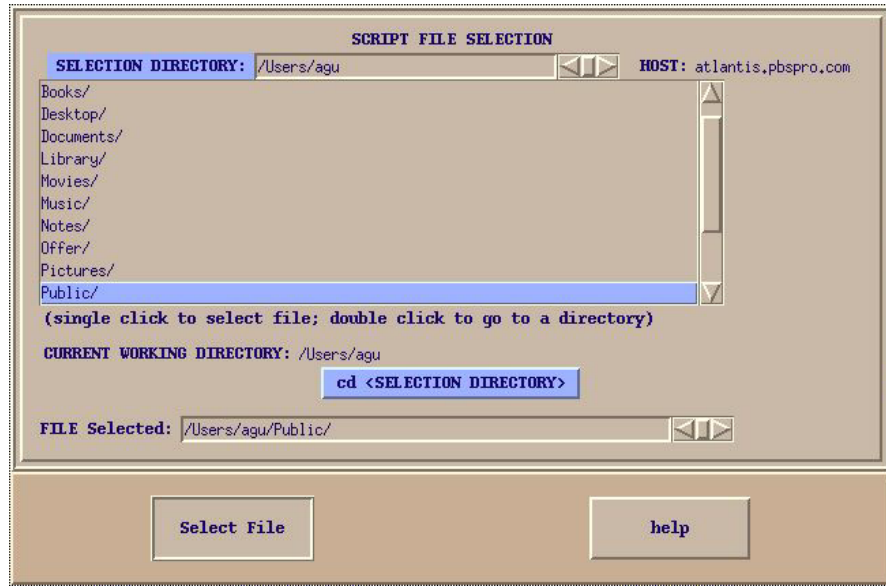 SCRIPT FILE SELECTION
SELECTION DIRECTORY: /Users/agu HOST: atlantis.pbspro.com
Books/
Desktop/
Documents/
Library/
Movies/
Music/
Notes/
Offer/
Pictures/
Public/
(single click to select file; double click to go to a directory)
CURRENT WORKING DIRECTORY: /Users/agu
cd <SELECTION DIRECTORY>
FILE Selected: /Users/agu/Public/
Select File help